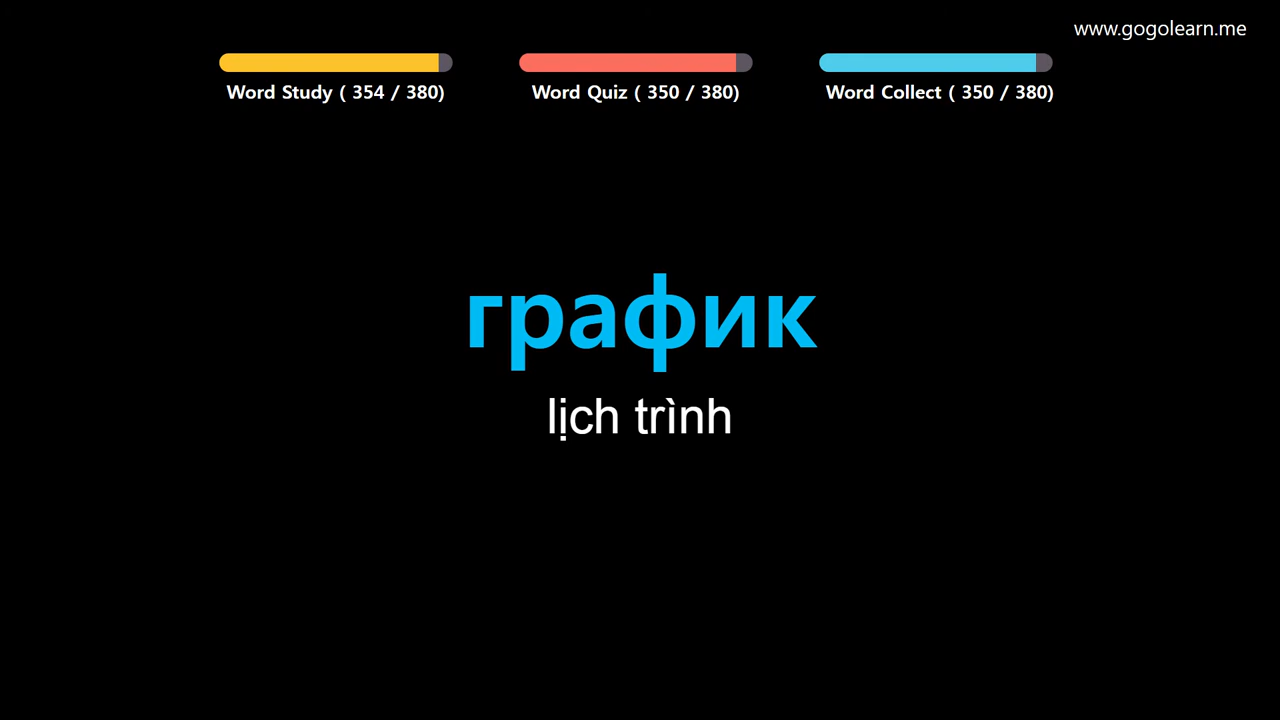 www.gogolearn.me
Word Study ( 354 / 380)
Word Quiz ( 350 / 380)
Word Collect ( 350 / 380)
график
lịch trình